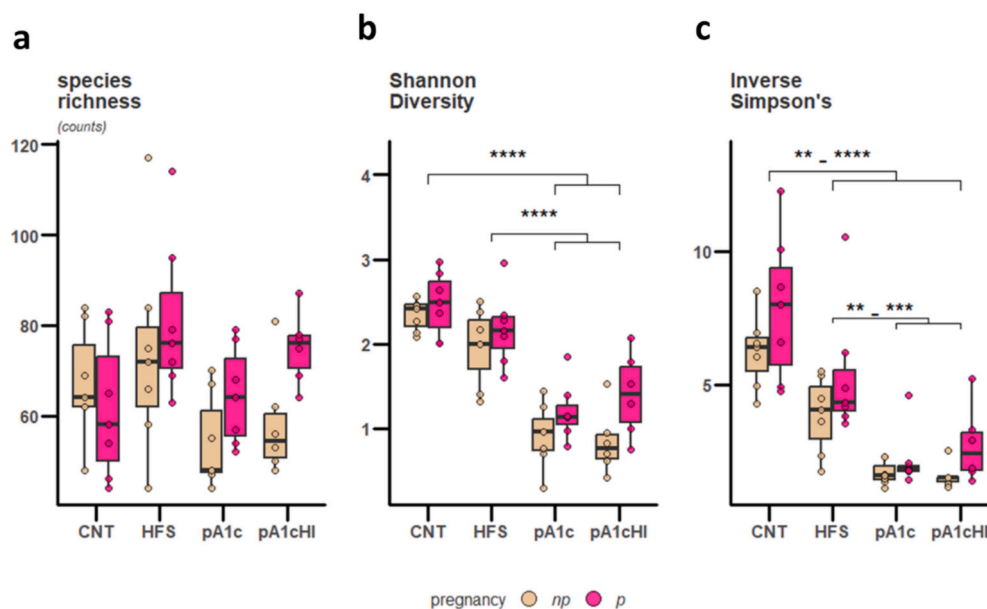 a
b
c
species
richness
(counts)
Shannon
Diversity
Inverse
Simpson's
120
100
80
60
CNT HFS pA1c pA1cHI
4
3
2
1
****
****
CNT HFS pA1c pA1cHI
10
5
** - ****
** - ***
CNT HFS pA1c pA1cHI
pregnancy np p